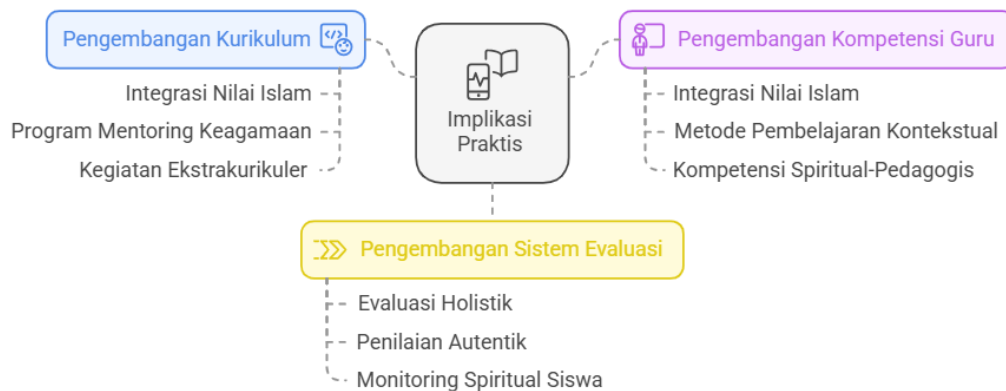 Pengembangan Kurikulum
Integrasi Nilai Islam
Program Mentoring Keagamaan
Kegiatan Ekstrakurikuler
Implikasi
Praktis
Pengembangan Kompetensi Guru
Integrasi Nilai Islam
Metode Pembelajaran Kontekstual
Kompetensi Spiritual-Pedagogis
Pengembangan Sistem Evaluasi
Evaluasi Holistik
Penilaian Autentik
Monitoring Spiritual Siswa